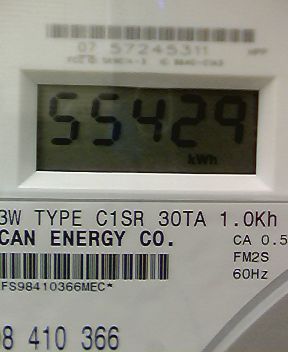 07 57245311
55429
kWh
3W TYPE C1SR 30TA 1.0Kh
CAN ENERGY CO.
CA 0.5
FM2S
60Hz
FS98410366MEC*
98 410 366